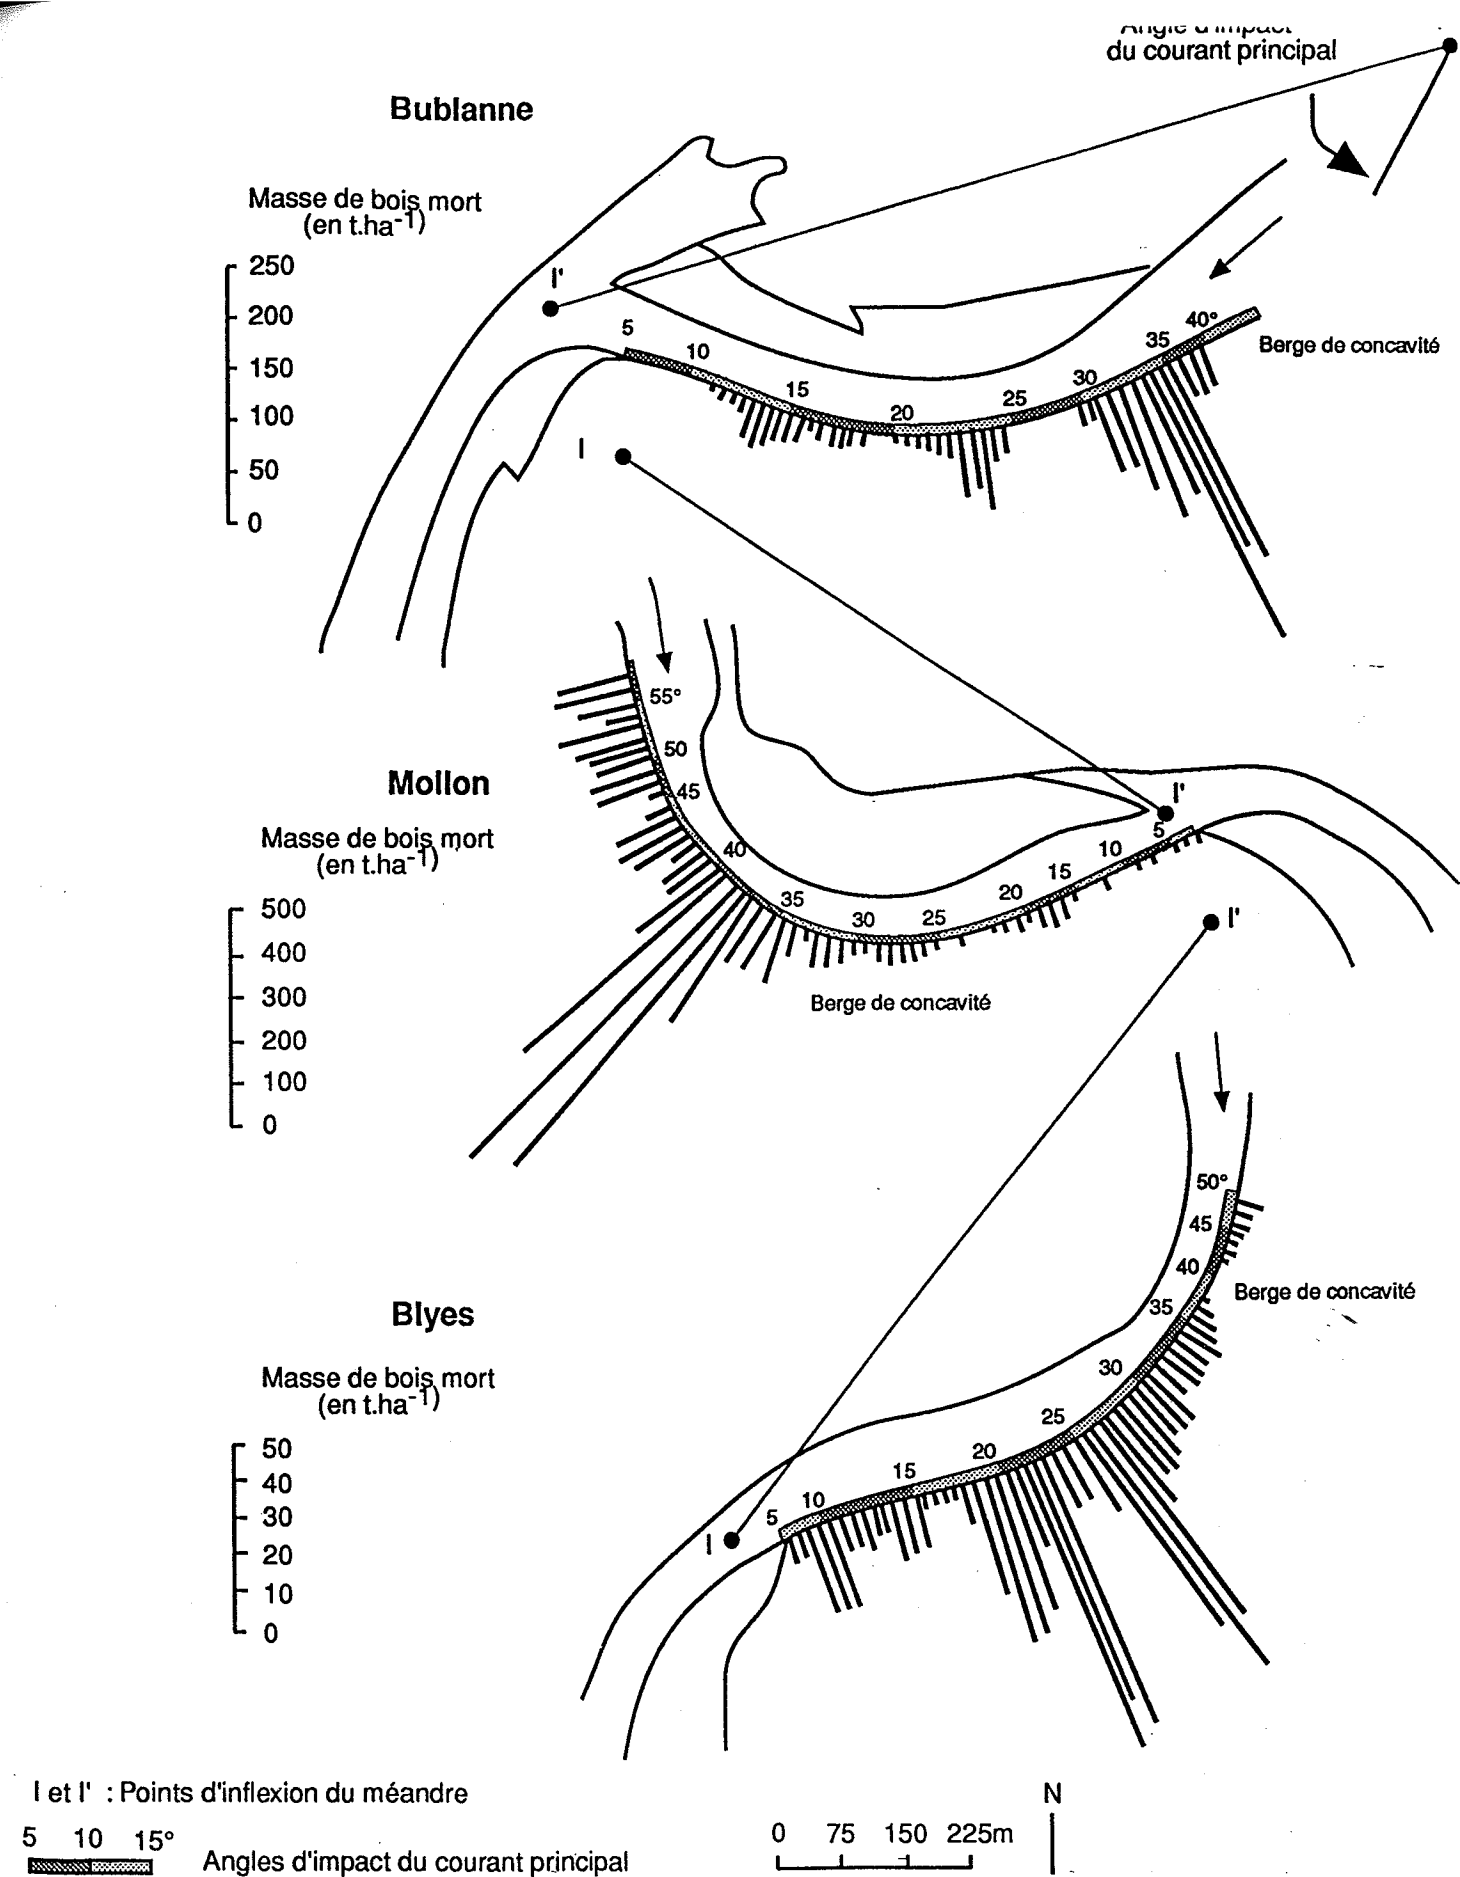 Angle d'impact
du courant principal
Bublanne
Masse de bois mort
(en t.ha-1)
250
200
150
100
50
0
I'
I
5
10
15
20
25
30
35
40°
Berge de concavité
Mollon
Masse de bois mort
(en t.ha-1)
500
400
300
200
100
0
55°
50
45
40
35
30
25
20
15
10
5
I'
I'
Berge de concavité
Blyes
Masse de bois mort
(en t.ha-1)
50
40
30
20
10
0
50°
45
40
35
30
25
20
15
10
5
I
Berge de concavité
I et I' : Points d'inflexion du méandre
5 10 15°
Angles d'impact du courant principal
0 75 150 225m
N